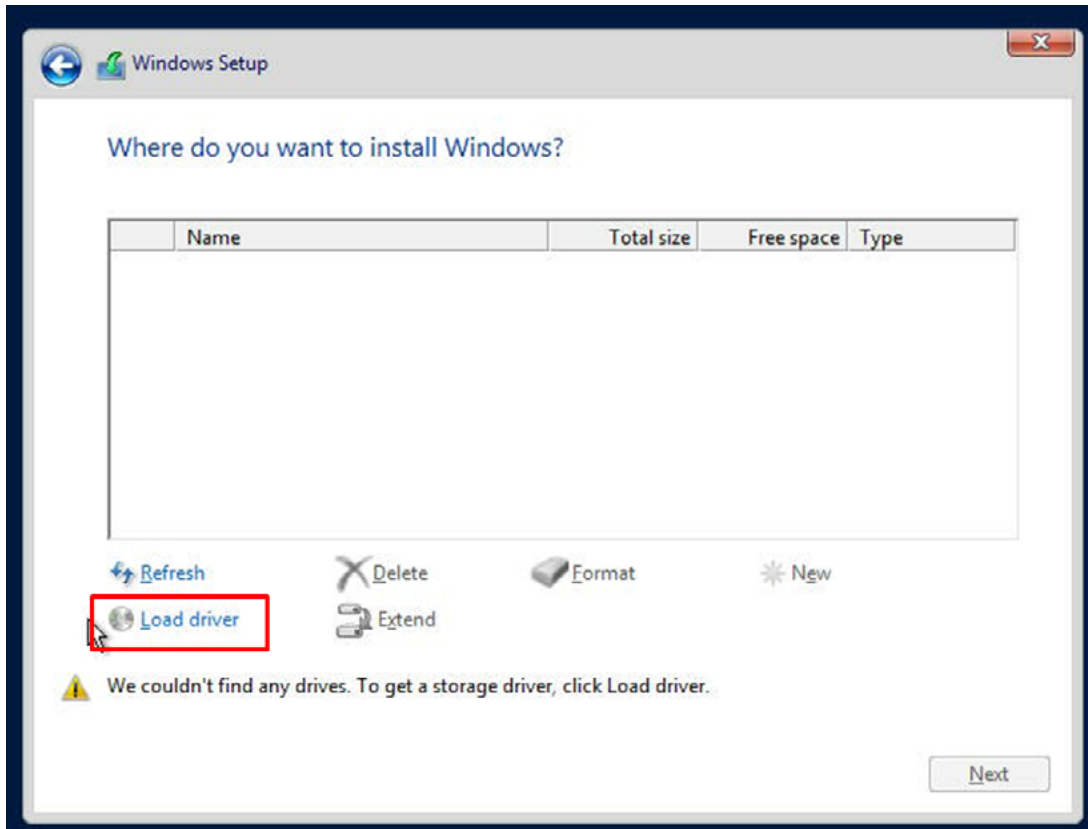 Windows Setup
Where do you want to install Windows?
Name Total size Free space Type
Refresh Delete Format New
Load driver Extend
We couldn't find any drives. To get a storage driver, click Load driver.
Next